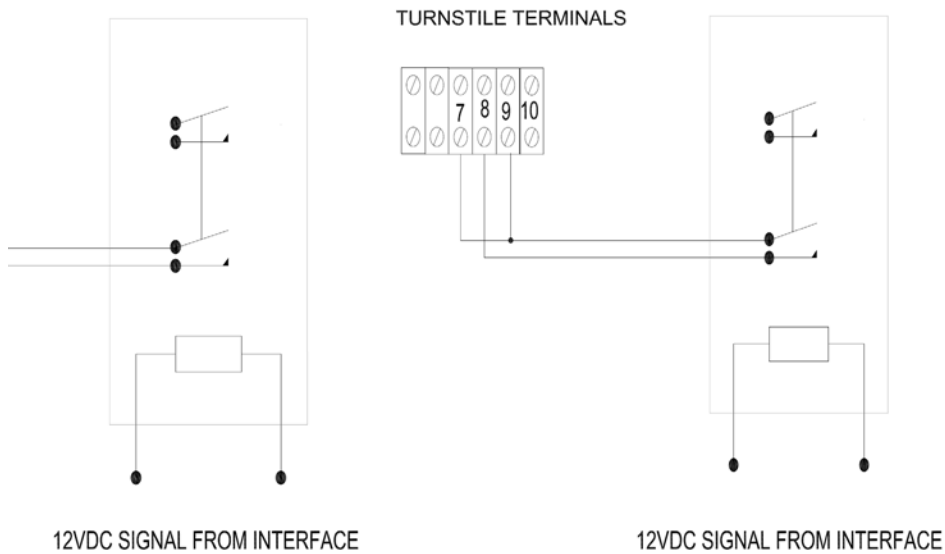 TURNSTILE TERMINALS
7 8 9 10
12VDC SIGNAL FROM INTERFACE
12VDC SIGNAL FROM INTERFACE